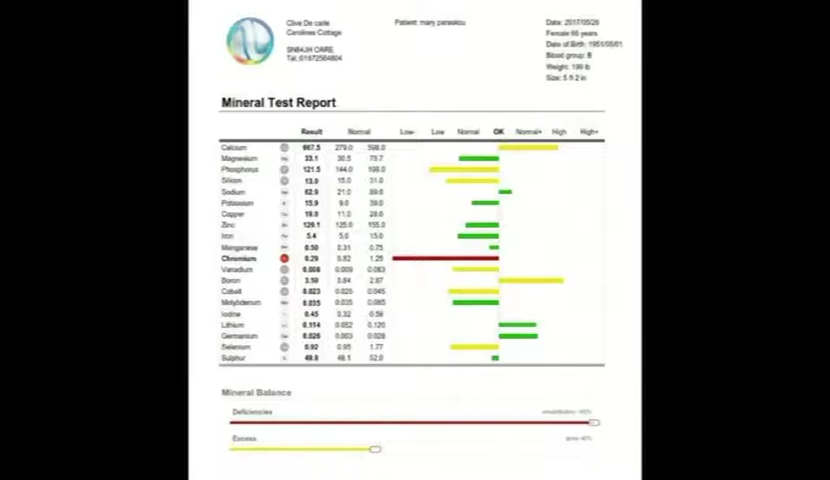 Clive De carle
Carolines Cottage
SN84JH OARE
Tel.:01672564804
Patient: mary paraskou
Date: 2017/05/26
Female 66 years
Date of Birth: 1951/05/01
Blood group: B
Weight: 199 lb
Size: 5 ft 2 in
Mineral Test Report
Result Normal Low- Low Normal OK Normal+ High High+
Calcium 667.5 279.0 598.0
Magnesium 33.1 30.5 75.7
Phosphorus 121.5 144.0 199.0
Silicon 13.0 15.0 31.0
Sodium 62.9 21.0 89.0
Potassium 15.9 9.0 39.0
Copper 19.0 11.0 28.0
Zinc 129.1 125.0 155.0
Iron 5.4 5.0 15.0
Manganese 0.50 0.31 0.75
Chromium 0.29 0.82 1.25
Vanadium 0.008 0.009 0.083
Boron 3.59 0.84 2.87
Cobalt 0.023 0.025 0.045
Molybdenum 0.035 0.035 0.085
Iodine 0.45 0.32 0.59
Lithium 0.114 0.052 0.120
Germanium 0.026 0.003 0.028
Selenium 0.92 0.95 1.77
Sulphur 49.8 48.1 52.0
Mineral Balance
Deficiencies
Excess